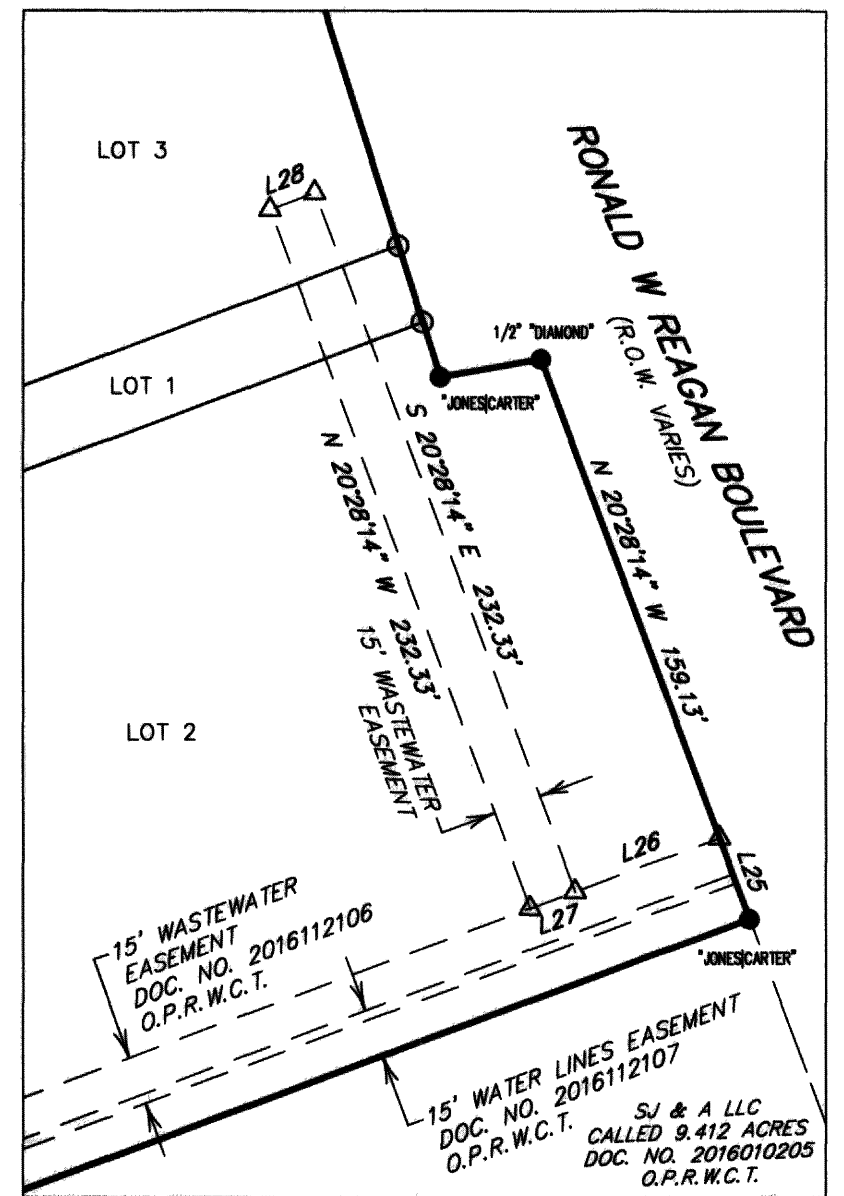 LOT 3
L28
RONALD W REAGAN BOULEVARD
(R.O.W. VARIES)
1/2" "DIAMOND"
LOT 1
"JONES|CARTER"
S 20°28'14" E 232.33'
N 20°28'14" W 232.33'
N 20°28'14" W 159.13'
15' WASTEWATER
EASEMENT
LOT 2
L26
L25
L27
15' WASTEWATER
EASEMENT
DOC. NO. 2016112106
O.P.R.W.C.T.
"JONES|CARTER"
15' WATER LINES EASEMENT
DOC. NO. 2016112107
O.P.R.W.C.T.
SJ & A LLC
CALLED 9.412 ACRES
DOC. NO. 2016010205
O.P.R.W.C.T.